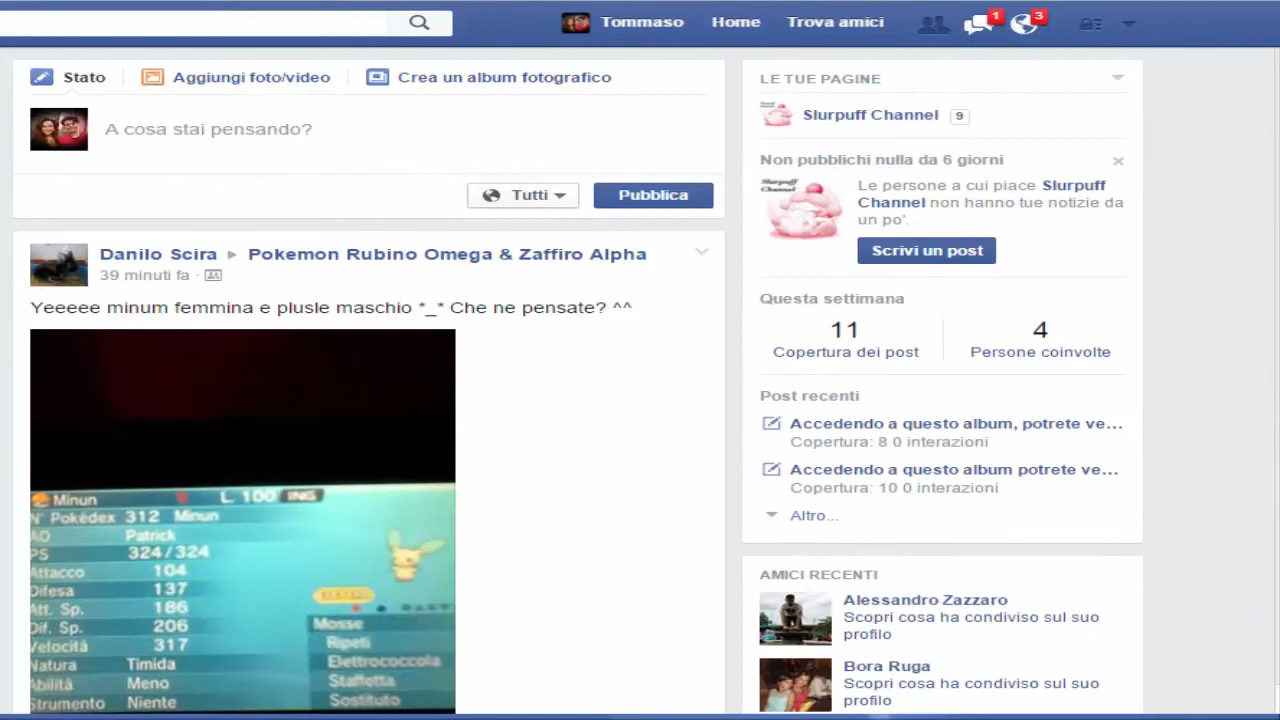 Tommaso Home Trova amici 1 3
Stato Aggiungi foto/video Crea un album fotografico
A cosa stai pensando?
Tutti Pubblica
Danilo Scira ▸ Pokemon Rubino Omega & Zaffiro Alpha
39 minuti fa ·
Yeeeee minum femmina e plusle maschio *_* Che ne pensate? ^^
Minun L. 100 ING
N° Pokédex 312 Minun
AO Patrick
PS 324/324
Attacco 104
Difesa 137
Att. Sp. 186
Dif. Sp. 206
Velocità 317
Natura Timida
Abilità Meno
Strumento Niente
Mosse
Ripeti
Elettrococcola
Staffetta
Sostituto
LE TUE PAGINE
Slurpuff Channel 9
Non pubblichi nulla da 6 giorni
Slurpuff
Channel
Le persone a cui piace Slurpuff
Channel non hanno tue notizie da
un po'.
Scrivi un post
Questa settimana
11 4
Copertura dei post Persone coinvolte
Post recenti
Accedendo a questo album, potrete ve...
Copertura: 8 0 interazioni
Accedendo a questo album potrete ve...
Copertura: 10 0 interazioni
Altro...
AMICI RECENTI
Alessandro Zazzaro
Scopri cosa ha condiviso sul suo
profilo
Bora Ruga
Scopri cosa ha condiviso sul suo
profilo